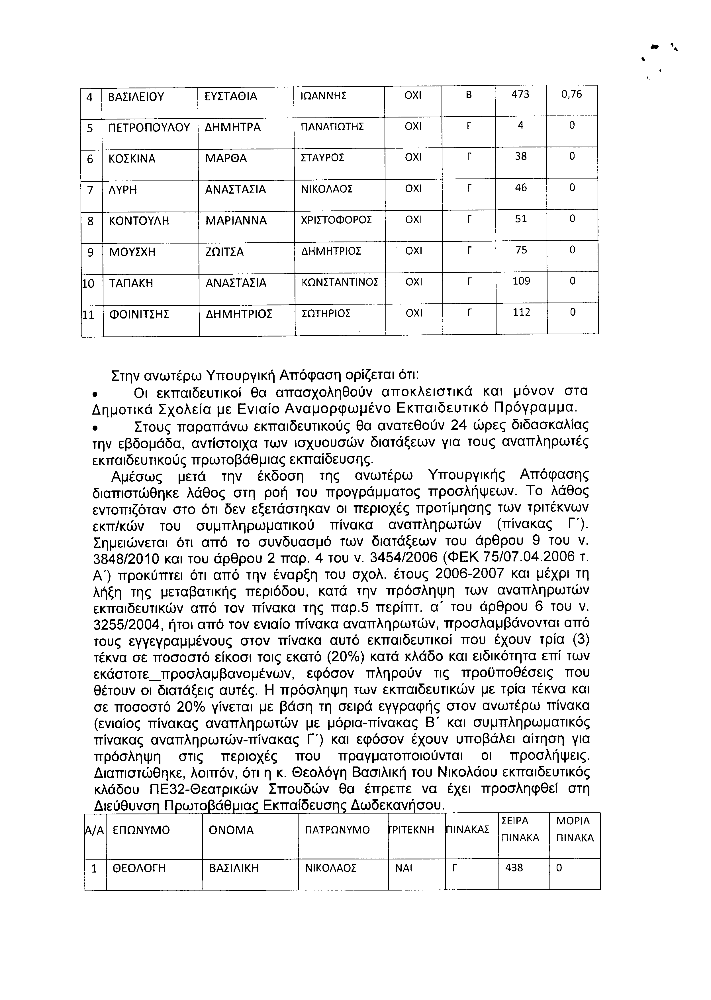 4 ΒΑΣΙΛΕΙΟΥ ΕΥΣΤΑΘΙΑ ΙΩΑΝΝΗΣ ΟΧΙ Β 473 0,76
5 ΠΕΤΡΟΠΟΥΛΟΥ ΔΗΜΗΤΡΑ ΠΑΝΑΓΙΩΤΗΣ ΟΧΙ Γ 4 0
6 ΚΟΣΚΙΝΑ ΜΑΡΘΑ ΣΤΑΥΡΟΣ ΟΧΙ Γ 38 0
7 ΛΥΡΗ ΑΝΑΣΤΑΣΙΑ ΝΙΚΟΛΑΟΣ ΟΧΙ Γ 46 0
8 ΚΟΝΤΟΥΛΗ ΜΑΡΙΑΝΝΑ ΧΡΙΣΤΟΦΟΡΟΣ ΟΧΙ Γ 51 0
9 ΜΟΥΣΧΗ ΖΩΙΤΣΑ ΔΗΜΗΤΡΙΟΣ ΟΧΙ Γ 75 0
10 ΤΑΠΑΚΗ ΑΝΑΣΤΑΣΙΑ ΚΩΝΣΤΑΝΤΙΝΟΣ ΟΧΙ Γ 109 0
11 ΦΟΙΝΙΤΣΗΣ ΔΗΜΗΤΡΙΟΣ ΣΩΤΗΡΙΟΣ ΟΧΙ Γ 112 0
Στην ανωτέρω Υπουργική Απόφαση ορίζεται ότι:
• Οι εκπαιδευτικοί θα απασχοληθούν αποκλειστικά και μόνον στα
Δημοτικά Σχολεία με Ενιαίο Αναμορφωμένο Εκπαιδευτικό Πρόγραμμα.
• Στους παραπάνω εκπαιδευτικούς θα ανατεθούν 24 ώρες διδασκαλίας
την εβδομάδα, αντίστοιχα των ισχυουσών διατάξεων για τους αναπληρωτές
εκπαιδευτικούς πρωτοβάθμιας εκπαίδευσης.
Αμέσως μετά την έκδοση της ανωτέρω Υπουργικής Απόφασης
διαπιστώθηκε λάθος στη ροή του προγράμματος προσλήψεων. Το λάθος
εντοπιζόταν στο ότι δεν εξετάστηκαν οι περιοχές προτίμησης των τριτέκνων
εκπ/κών του συμπληρωματικού πίνακα αναπληρωτών (πίνακας Γ΄).
Σημειώνεται ότι από το συνδυασμό των διατάξεων του άρθρου 9 του ν.
3848/2010 και του άρθρου 2 παρ. 4 του ν. 3454/2006 (ΦΕΚ 75/07.04.2006 τ.
Α΄) προκύπτει ότι από την έναρξη του σχολ. έτους 2006-2007 και μέχρι τη
λήξη της μεταβατικής περιόδου, κατά την πρόσληψη των αναπληρωτών
εκπαιδευτικών από τον πίνακα της παρ.5 περίπτ. α΄ του άρθρου 6 του ν.
3255/2004, ήτοι από τον ενιαίο πίνακα αναπληρωτών, προσλαμβάνονται από
τους εγγεγραμμένους στον πίνακα αυτό εκπαιδευτικοί που έχουν τρία (3)
τέκνα σε ποσοστό είκοσι τοις εκατό (20%) κατά κλάδο και ειδικότητα επί των
εκάστοτε_προσλαμβανομένων, εφόσον πληρούν τις προϋποθέσεις που
θέτουν οι διατάξεις αυτές. Η πρόσληψη των εκπαιδευτικών με τρία τέκνα και
σε ποσοστό 20% γίνεται με βάση τη σειρά εγγραφής στον ανωτέρω πίνακα
(ενιαίος πίνακας αναπληρωτών με μόρια-πίνακας Β΄ και συμπληρωματικός
πίνακας αναπληρωτών-πίνακας Γ΄) και εφόσον έχουν υποβάλει αίτηση για
πρόσληψη στις περιοχές που πραγματοποιούνται οι προσλήψεις.
Διαπιστώθηκε, λοιπόν, ότι η κ. Θεολόγη Βασιλική του Νικολάου εκπαιδευτικός
κλάδου ΠΕ32-Θεατρικών Σπουδών θα έπρεπε να έχει προσληφθεί στη
Διεύθυνση Πρωτοβάθμιας Εκπαίδευσης Δωδεκανήσου.
Α/Α ΕΠΩΝΥΜΟ ΟΝΟΜΑ ΠΑΤΡΩΝΥΜΟ ΤΡΙΤΕΚΝΗ ΠΙΝΑΚΑΣ ΣΕΙΡΑ ΠΙΝΑΚΑ ΜΟΡΙΑ ΠΙΝΑΚΑ
1 ΘΕΟΛΟΓΗ ΒΑΣΙΛΙΚΗ ΝΙΚΟΛΑΟΣ ΝΑΙ Γ 438 0